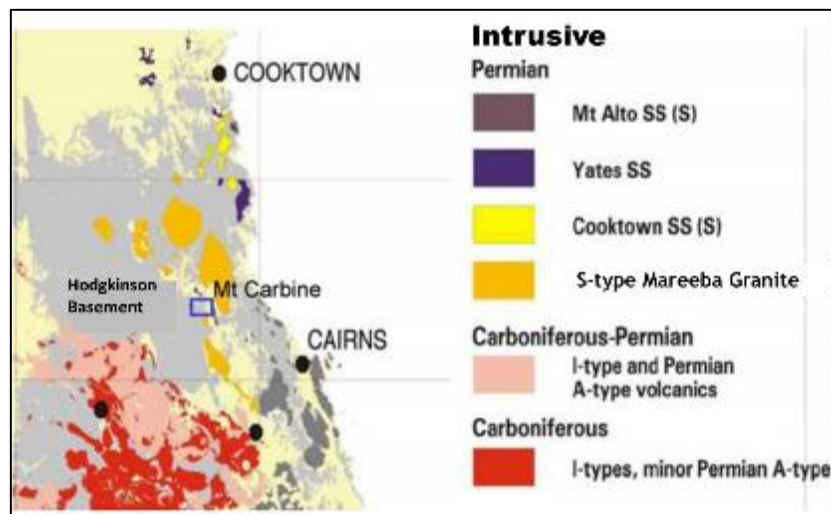 COOKTOWN
Hodgkinson
Basement
Mt Carbine
CAIRNS
Intrusive
Permian
Mt Alto SS (S)
Yates SS
Cooktown SS (S)
S-type Mareeba Granite
Carboniferous-Permian
I-type and Permian
A-type volcanics
Carboniferous
I-types, minor Permian A-type